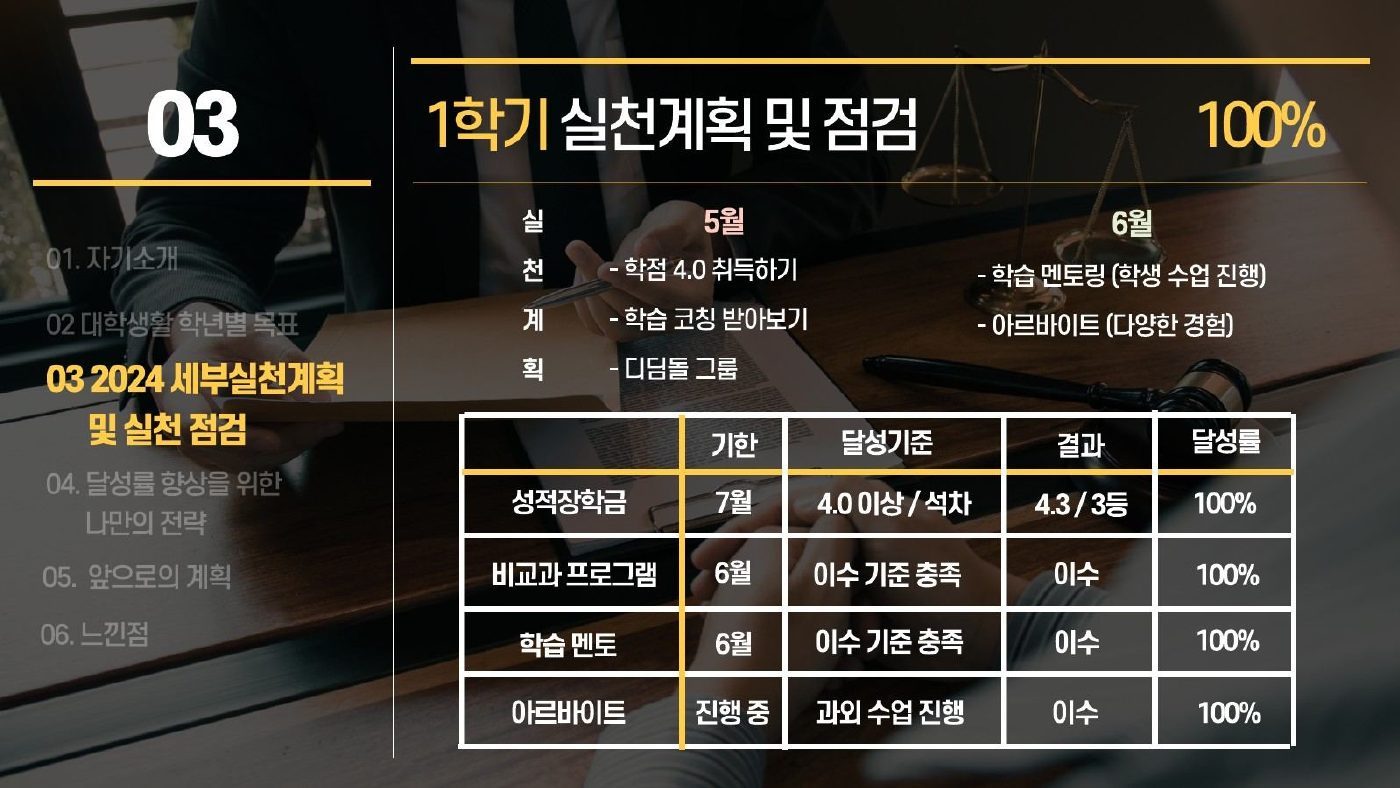 03
01. 자기소개
02 대학생활 학년별 목표
03 2024 세부실천계획
및 실천 점검
04. 달성률 향상을 위한
나만의 전략
05. 앞으로의 계획
06. 느낀점
1학기 실천계획 및 점검 100%
실천계획
5월
- 학점 4.0 취득하기
- 학습 코칭 받아보기
- 디딤돌 그룹
6월
- 학습 멘토링 (학생 수업 진행)
- 아르바이트 (다양한 경험)
기한 달성기준 결과 달성률
성적장학금 7월 4.0 이상 / 석차 4.3 / 3등 100%
비교과 프로그램 6월 이수 기준 충족 이수 100%
학습 멘토 6월 이수 기준 충족 이수 100%
아르바이트 진행 중 과외 수업 진행 이수 100%